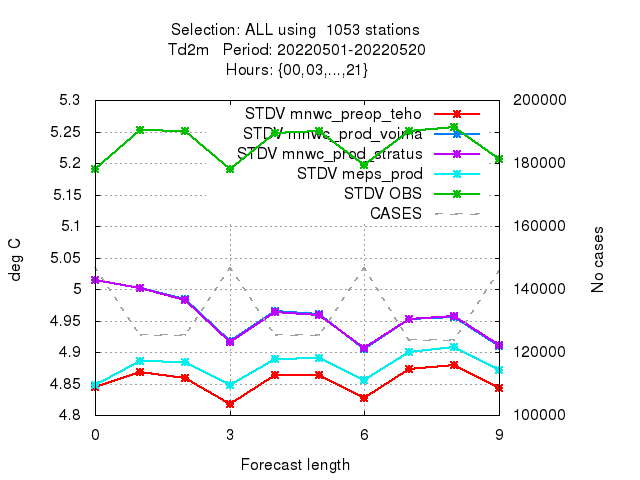 Selection: ALL using  1053 stations
Td2m   Period: 20220501-20220520
Hours: {00,03,...,21}
5.3
5.25
5.2
5.15
5.1
5.05
5
4.95
4.9
4.85
4.8
deg C
STDV mnwc_preop_teho
STDV mnwc_prod_voima
STDV mnwc_prod_stratus
STDV meps_prod
STDV OBS
CASES
200000
180000
160000
140000
120000
100000
No cases
0 3 6 9
Forecast length